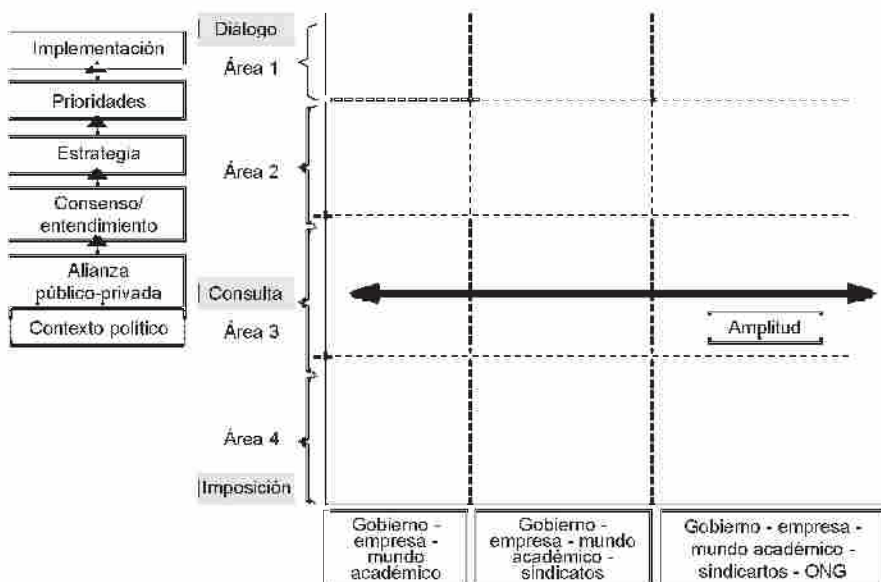 Implementación
Prioridades
Estrategia
Consenso/
entendimiento
Alianza
público-privada
Contexto político
Diálogo
Área 1
Área 2
Consulta
Área 3
Área 4
Imposición
Amplitud
Gobierno -
empresa -
mundo
académico
Gobierno -
empresa - mundo
académico -
sindicatos
Gobierno - empresa -
mundo académico -
sindicartos - ONG